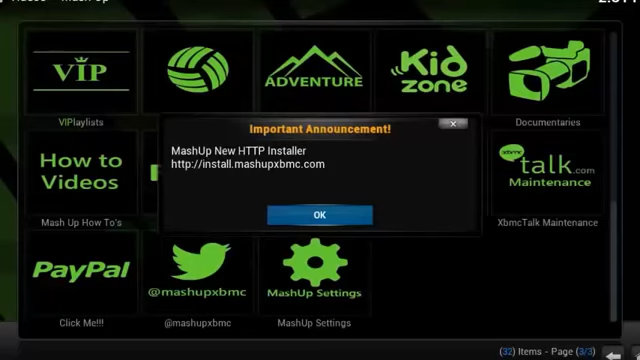 VIP
ADVENTURE
Kid
zone
VIPlaylists
Documentaries
Important Announcement!
MashUp New HTTP Installer
http://install.mashupxbmc.com
OK
How to
Videos
xbmc
talk.com
Maintenance
Mash Up How To's
XbmcTalk Maintenance
PayPal
@mashupxbmc
MashUp Settings
Click Me!!!
@mashupxbmc
MashUp Settings
(32) Items - Page (3/3)